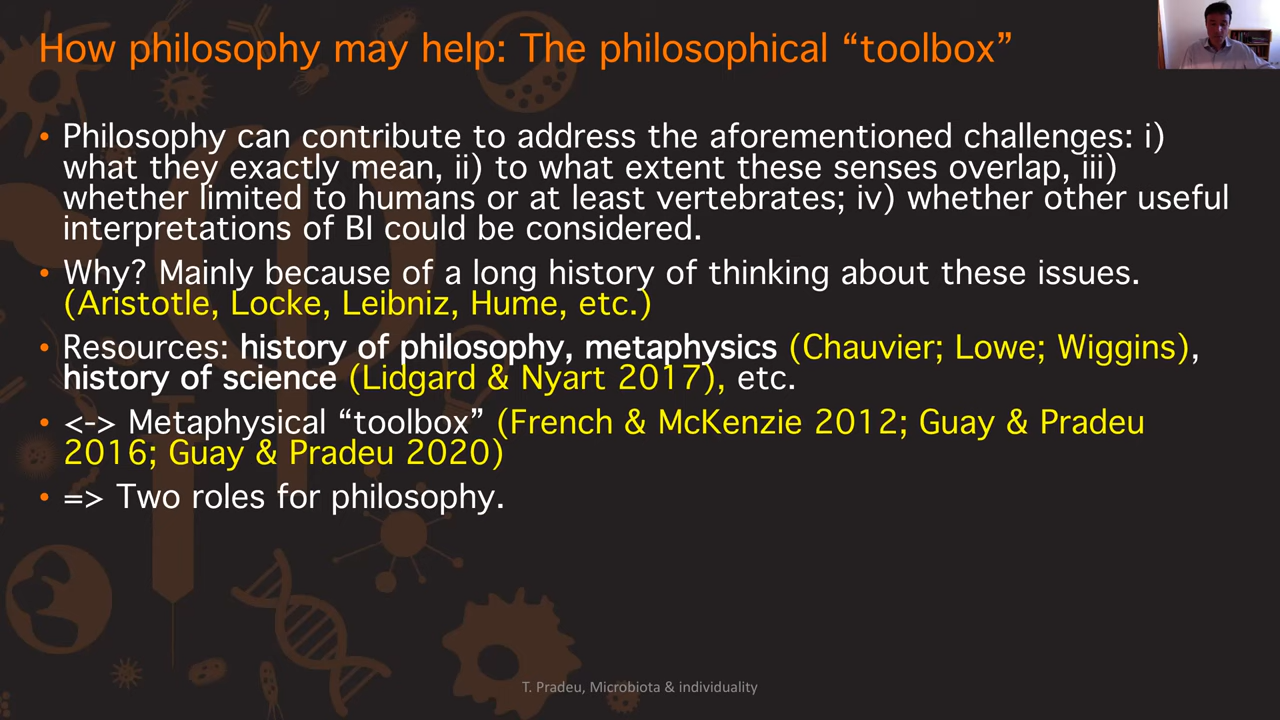 How philosophy may help: The philosophical “toolbox”
• Philosophy can contribute to address the aforementioned challenges: i)
what they exactly mean, ii) to what extent these senses overlap, iii)
whether limited to humans or at least vertebrates; iv) whether other useful
interpretations of BI could be considered.
• Why? Mainly because of a long history of thinking about these issues.
(Aristotle, Locke, Leibniz, Hume, etc.)
• Resources: history of philosophy, metaphysics (Chauvier; Lowe; Wiggins),
history of science (Lidgard & Nyart 2017), etc.
• <-> Metaphysical “toolbox” (French & McKenzie 2012; Guay & Pradeu
2016; Guay & Pradeu 2020)
• => Two roles for philosophy.
T. Pradeu, Microbiota & individuality